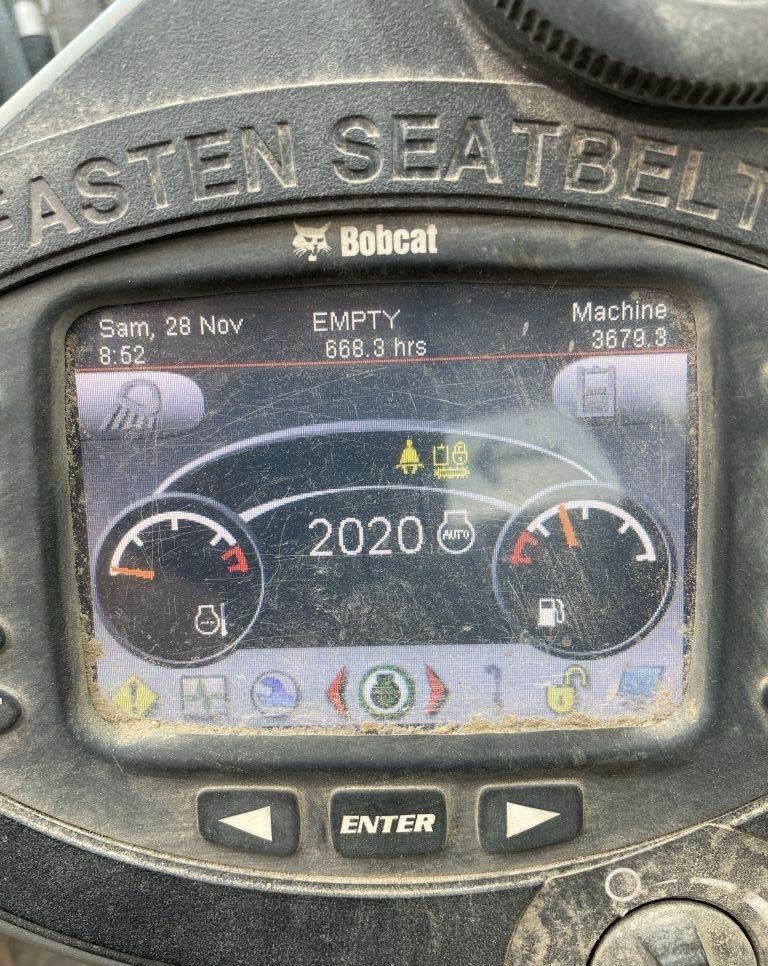 FASTEN SEATBELT
Bobcat
Sam, 28 Nov
8:52
EMPTY
668.3 hrs
Machine
3679.3
2020
AUTO
ENTER